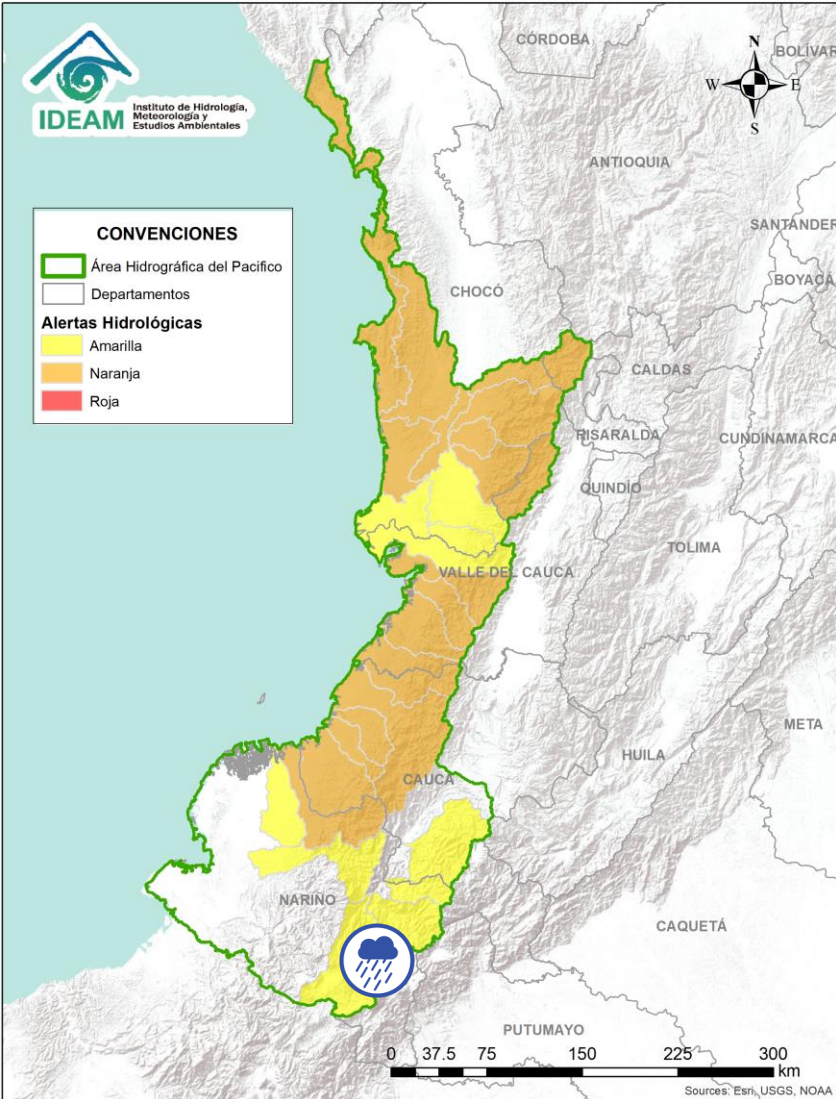 IDEAM
Instituto de Hidrología,
Meteorología y
Estudios Ambientales
N
W E
S
CÓRDOBA
BOLÍVAR
ANTIOQUIA
SANTANDER
BOYACÁ
CHOCÓ
CALDAS
RISARALDA
CUNDINAMARCA
QUINDÍO
TOLIMA
VALLE DEL CAUCA
META
HUILA
CAUCA
NARIÑO
CAQUETÁ
PUTUMAYO
CONVENCIONES
Área Hidrográfica del Pacifico
Departamentos
Alertas Hidrológicas
Amarilla
Naranja
Roja
0 37.5 75 150 225 300
km
Sources: Esri, USGS, NOAA